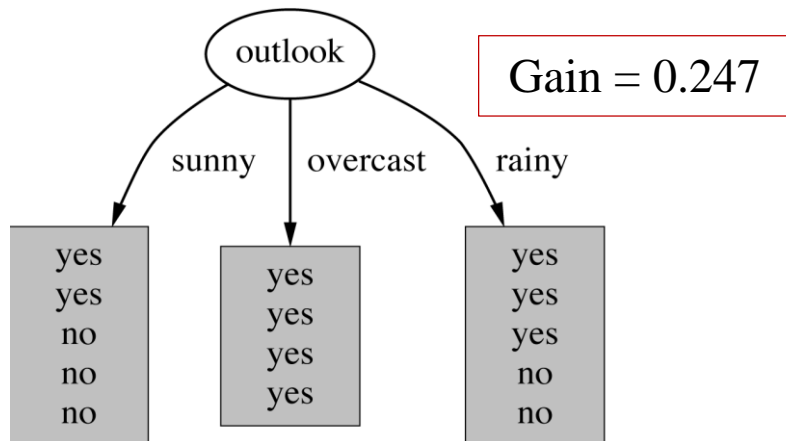 outlook
Gain = 0.247
sunny
overcast
rainy
yes
yes
no
no
no
yes
yes
yes
yes
yes
yes
yes
no
no